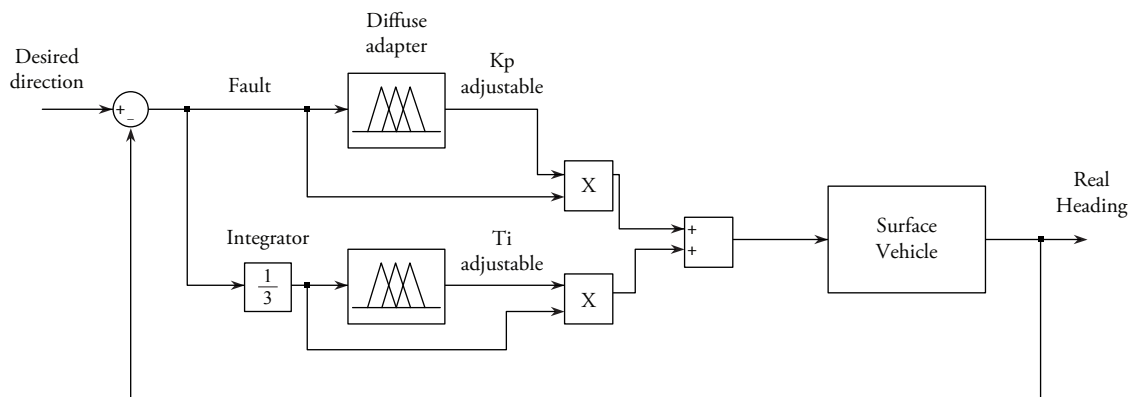 Desired
direction
+
−
Fault
Diffuse
adapter
Kp
adjustable
X
Integrator
1
3
Ti
adjustable
X
+
+
Surface
Vehicle
Real
Heading